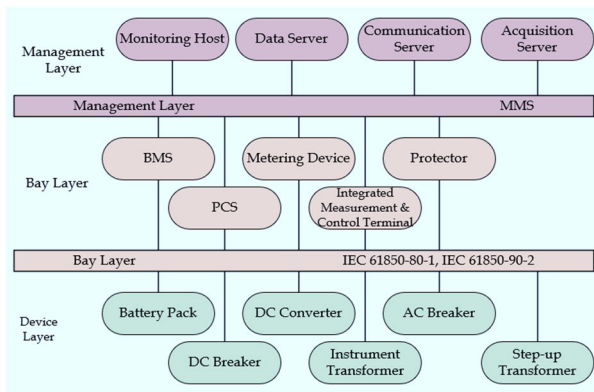 Management
Layer
Monitoring Host
Data Server
Communication
Server
Acquisition
Server
Management Layer
MMS
Bay Layer
BMS
Metering Device
Protector
PCS
Integrated
Measurement &
Control Terminal
Bay Layer
IEC 61850-80-1, IEC 61850-90-2
Device
Layer
Battery Pack
DC Converter
AC Breaker
DC Breaker
Instrument
Transformer
Step-up
Transformer